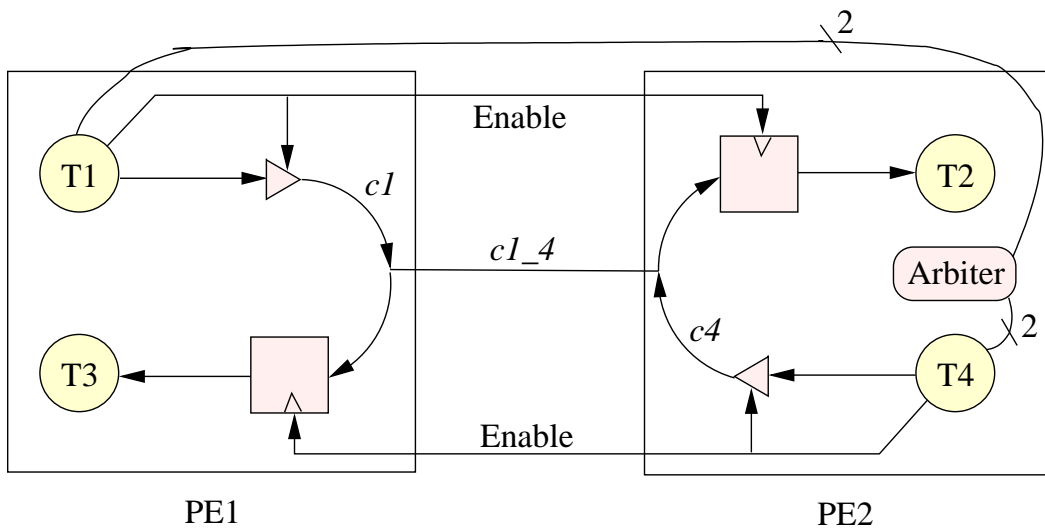 2
Enable
T1
c1
T2
c1_4
Arbiter
c4
2
T3
T4
Enable
PE1
PE2